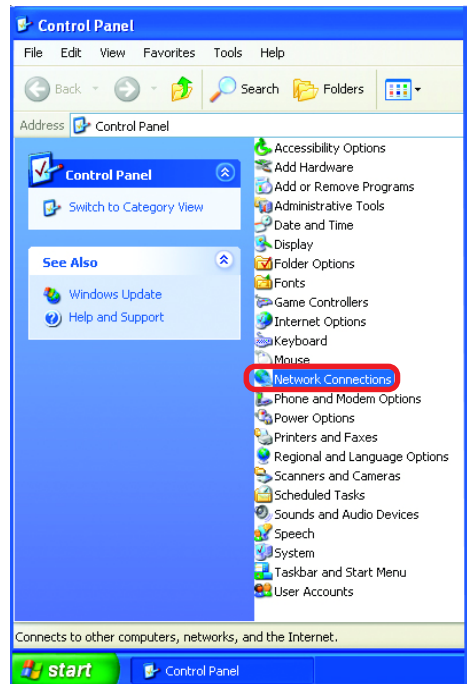 Control Panel
File Edit View Favorites Tools Help
Back Search Folders
Address Control Panel
Control Panel
Switch to Category View
See Also
Windows Update
Help and Support
Accessibility Options
Add Hardware
Add or Remove Programs
Administrative Tools
Date and Time
Display
Folder Options
Fonts
Game Controllers
Internet Options
Keyboard
Mouse
Network Connections
Phone and Modem Options
Power Options
Printers and Faxes
Regional and Language Options
Scanners and Cameras
Scheduled Tasks
Sounds and Audio Devices
Speech
System
Taskbar and Start Menu
User Accounts
Connects to other computers, networks, and the Internet.
start Control Panel